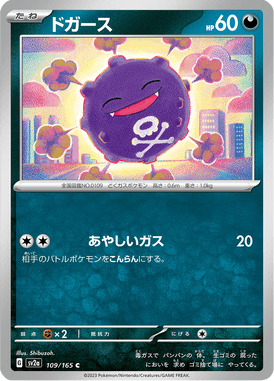 たね
ドガース
HP60
全国図鑑NO.0109 どくガスポケモン 高さ：0.6m 重さ：1.0kg
あやしいガス 20
相手のバトルポケモンをこんらんにする。
弱点 ×2 抵抗力 にげる
Illus. Shibuzoh.
G sv2a 109/165 C
毒ガスで パンパンの 体。 生ゴミの くさった
においを 求め ゴミ捨て場に やってくる。
©2023 Pokémon/Nintendo/Creatures/GAME FREAK.